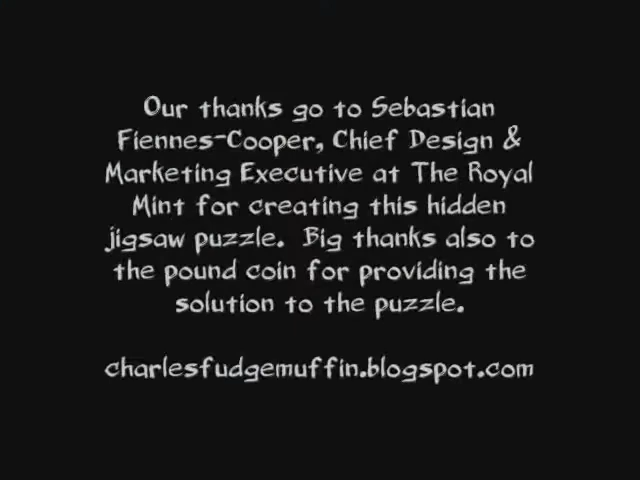 Our thanks go to Sebastian
Fiennes-Cooper, Chief Design &
Marketing Executive at The Royal
Mint for creating this hidden
jigsaw puzzle. Big thanks also to
the pound coin for providing the
solution to the puzzle.
charlesfudgemuffin.blogspot.com